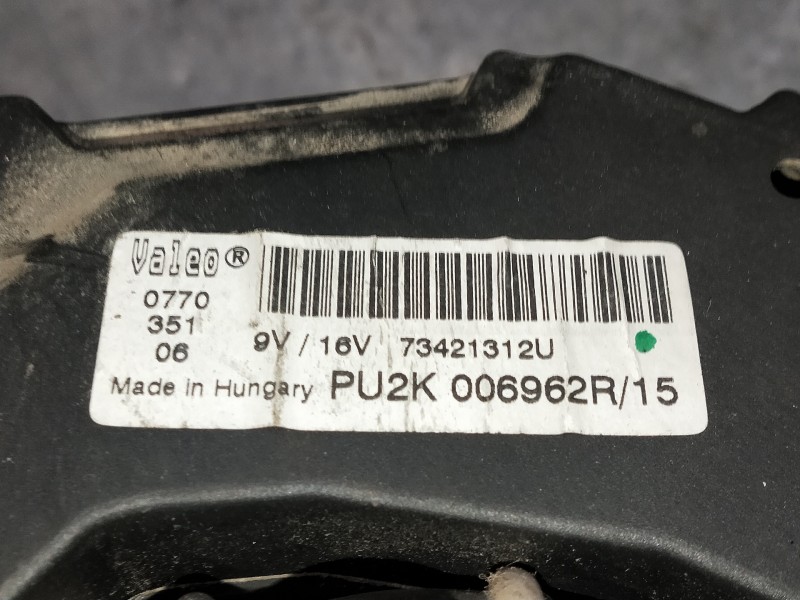 Valeo®
0770
351
06
9V / 16V 73421312U
Made in Hungary PU2K 006962R/15